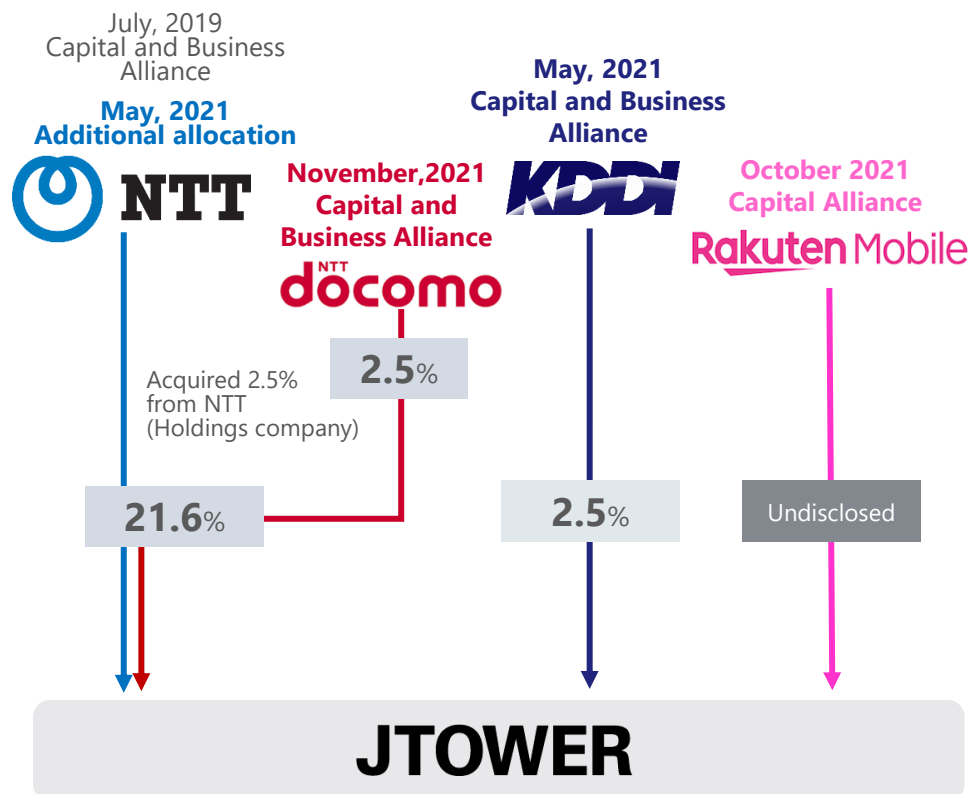 July, 2019
Capital and Business
Alliance
May, 2021
Additional allocation
NTT
November,2021
Capital and
Business Alliance
NTT
docomo
May, 2021
Capital and Business
Alliance
KDDI
October 2021
Capital Alliance
Rakuten Mobile
2.5%
Acquired 2.5%
from NTT
(Holdings company)
21.6%
2.5%
Undisclosed
JTOWER